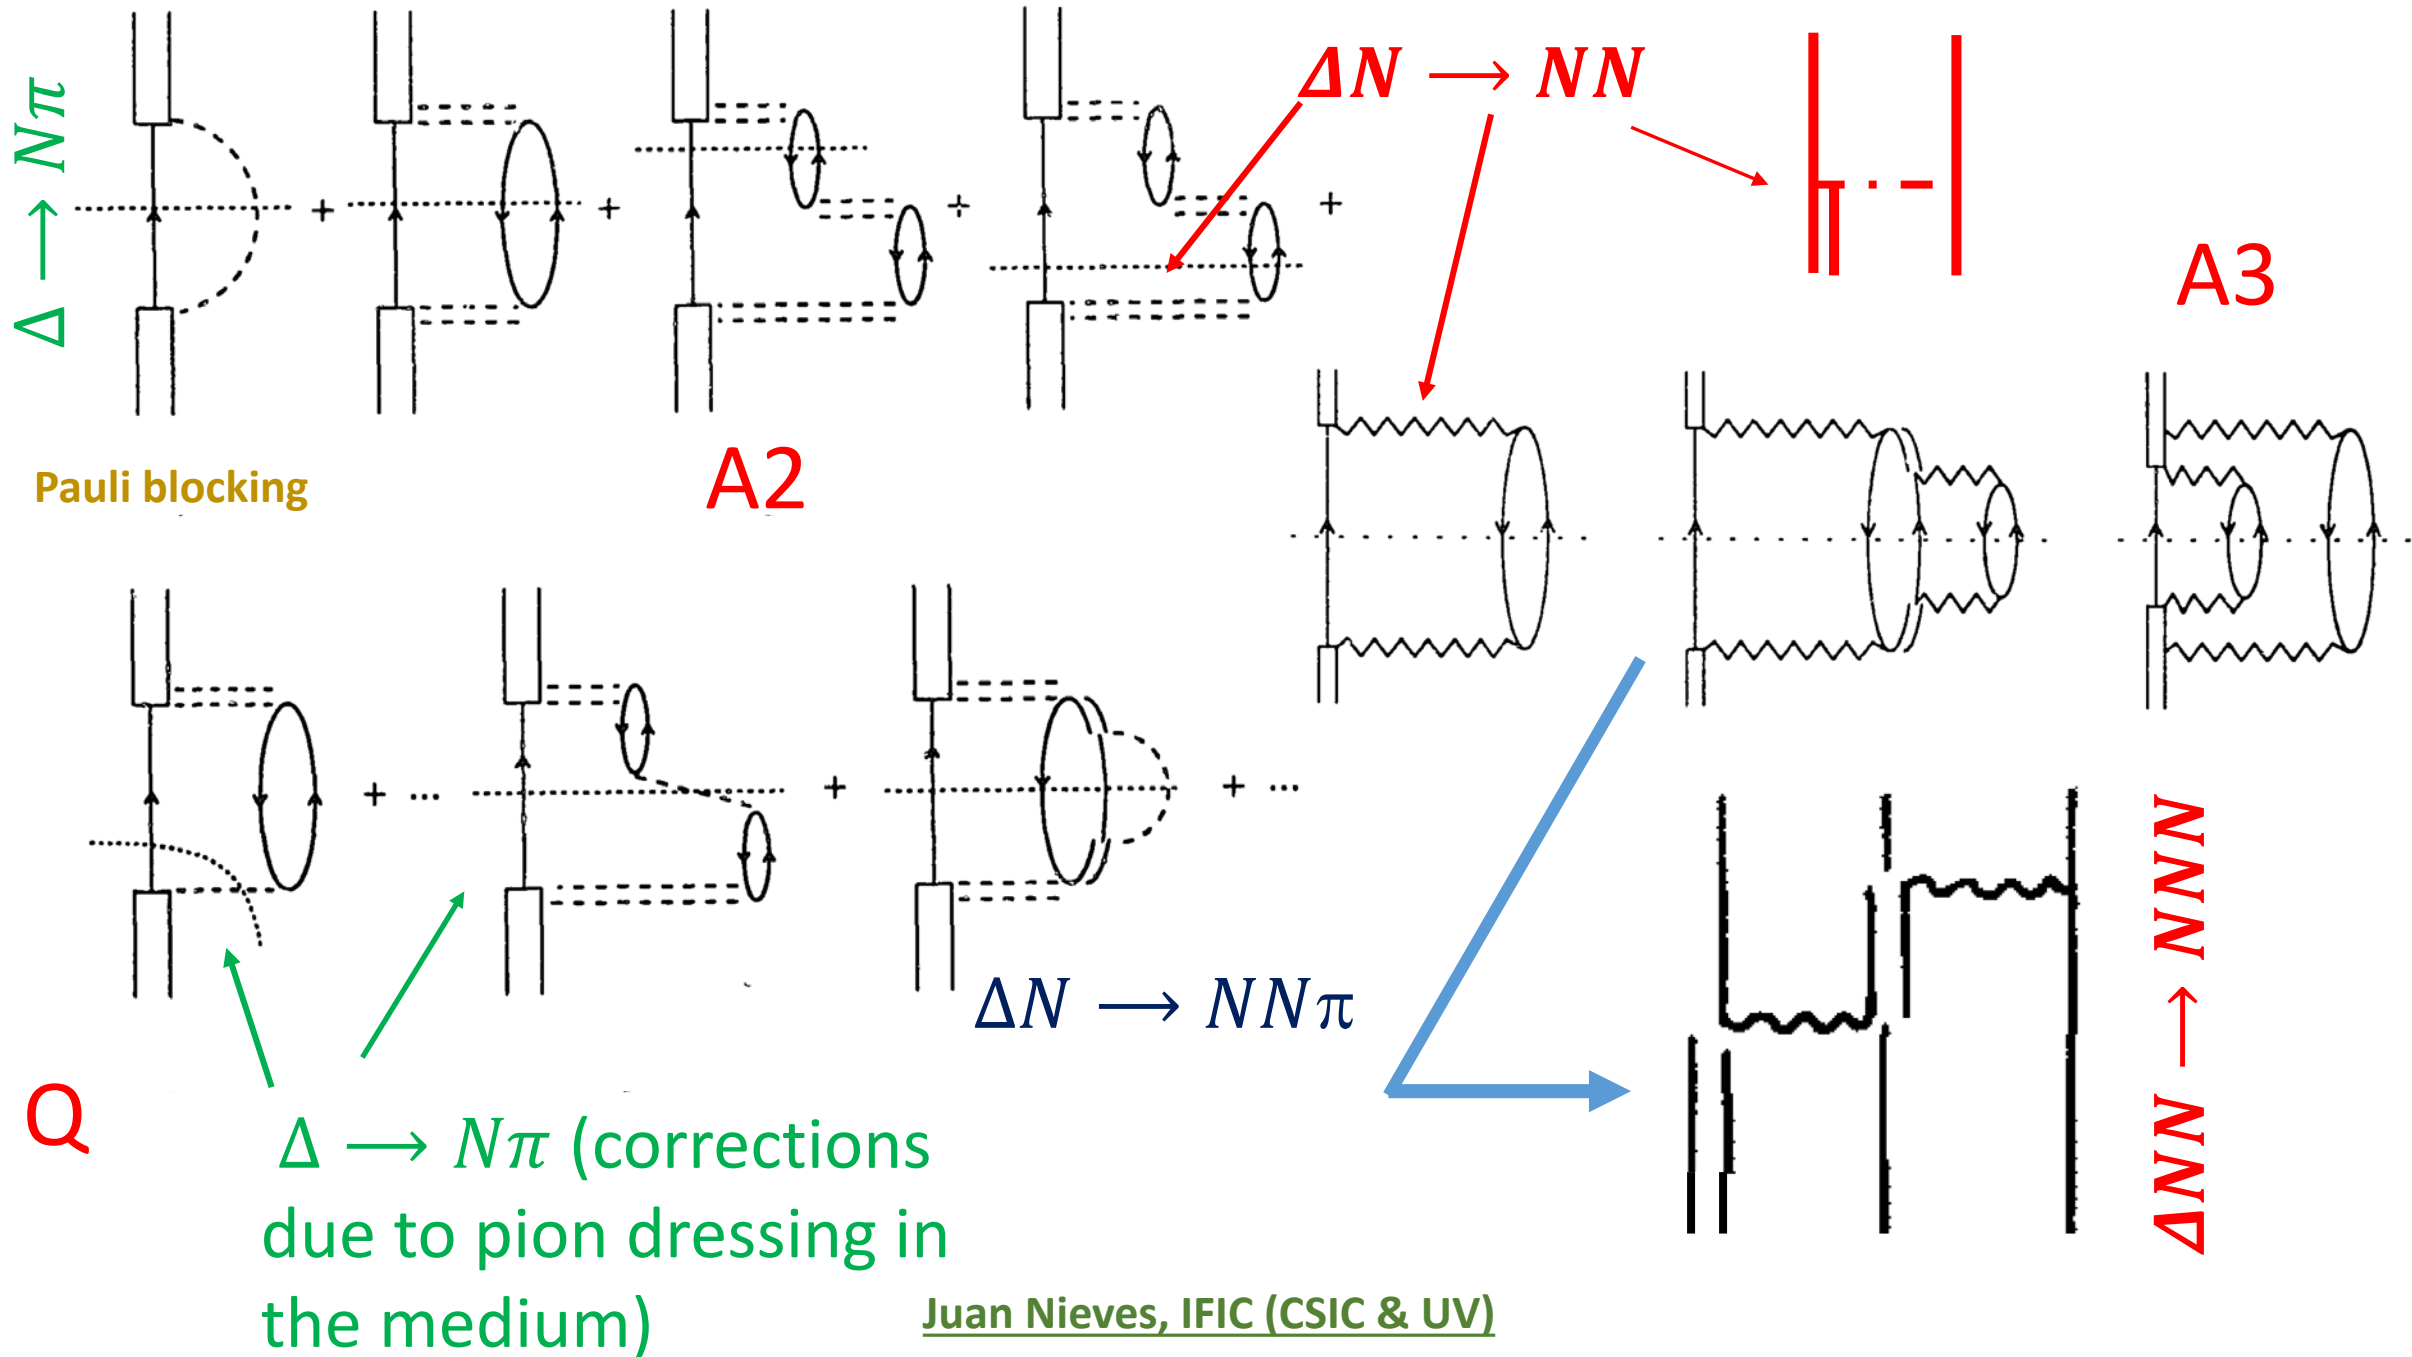 Δ ⟶ Nπ
ΔN ⟶ NN
A3
+
+
+
+
Pauli blocking
A2
+ ...
+
+ ...
ΔN ⟶ NNπ
ΔNN ⟶ NNN
Q
Δ ⟶ Nπ (corrections
due to pion dressing in
the medium)
Juan Nieves, IFIC (CSIC & UV)